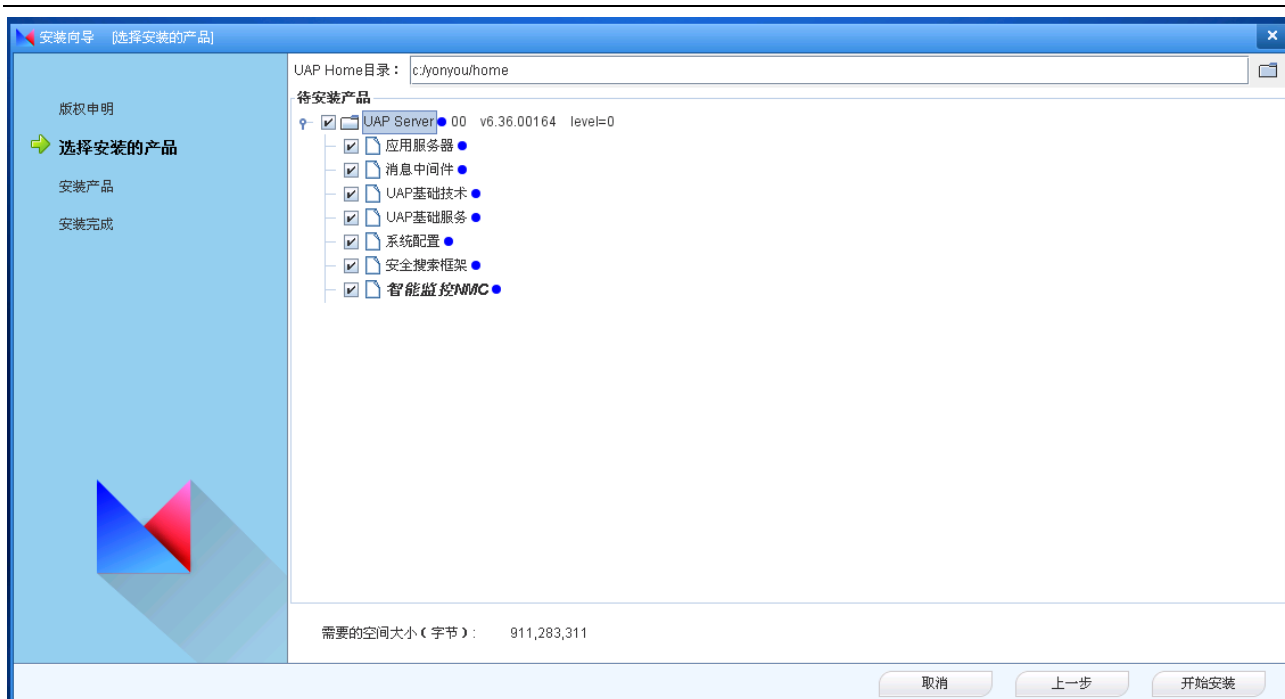 安装向导 [选择安装的产品]
UAP Home目录： c:/yonyou/home
待安装产品
版权申明
选择安装的产品
安装产品
安装完成
UAP Server 00 v6.36.00164 level=0
应用服务器
消息中间件
UAP基础技术
UAP基础服务
系统配置
安全搜索框架
智能监控NMC
需要的空间大小(字节)： 911,283,311
取消 上一步 开始安装